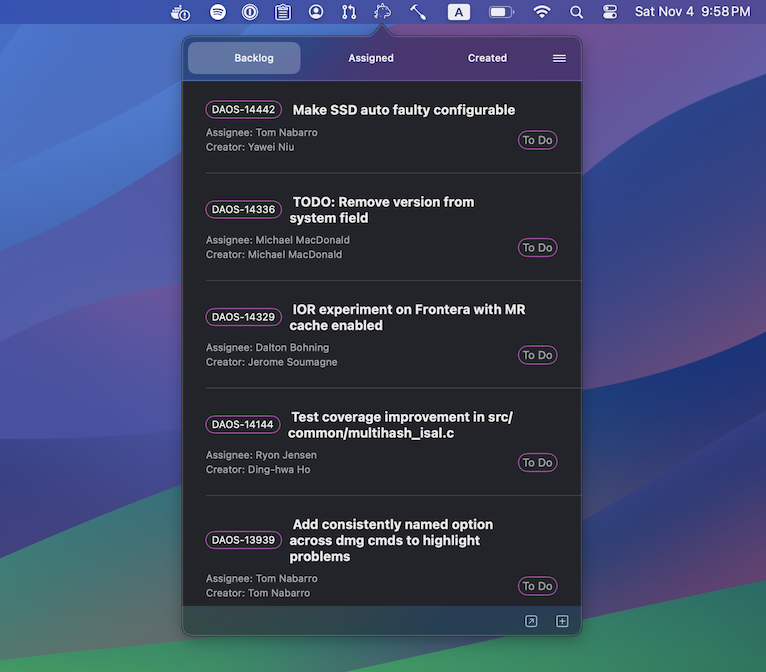 A
Sat Nov 4 9:58 PM
Backlog
Assigned
Created
DAOS-14442
Make SSD auto faulty configurable
Assignee: Tom Nabarro
Creator: Yawei Niu
To Do
DAOS-14336
TODO: Remove version from
system field
Assignee: Michael MacDonald
Creator: Michael MacDonald
To Do
DAOS-14329
IOR experiment on Frontera with MR
cache enabled
Assignee: Dalton Bohning
Creator: Jerome Soumagne
To Do
DAOS-14144
Test coverage improvement in src/
common/multihash_isal.c
Assignee: Ryon Jensen
Creator: Ding-hwa Ho
To Do
DAOS-13939
Add consistently named option
across dmg cmds to highlight
problems
Assignee: Tom Nabarro
Creator: Tom Nabarro
To Do